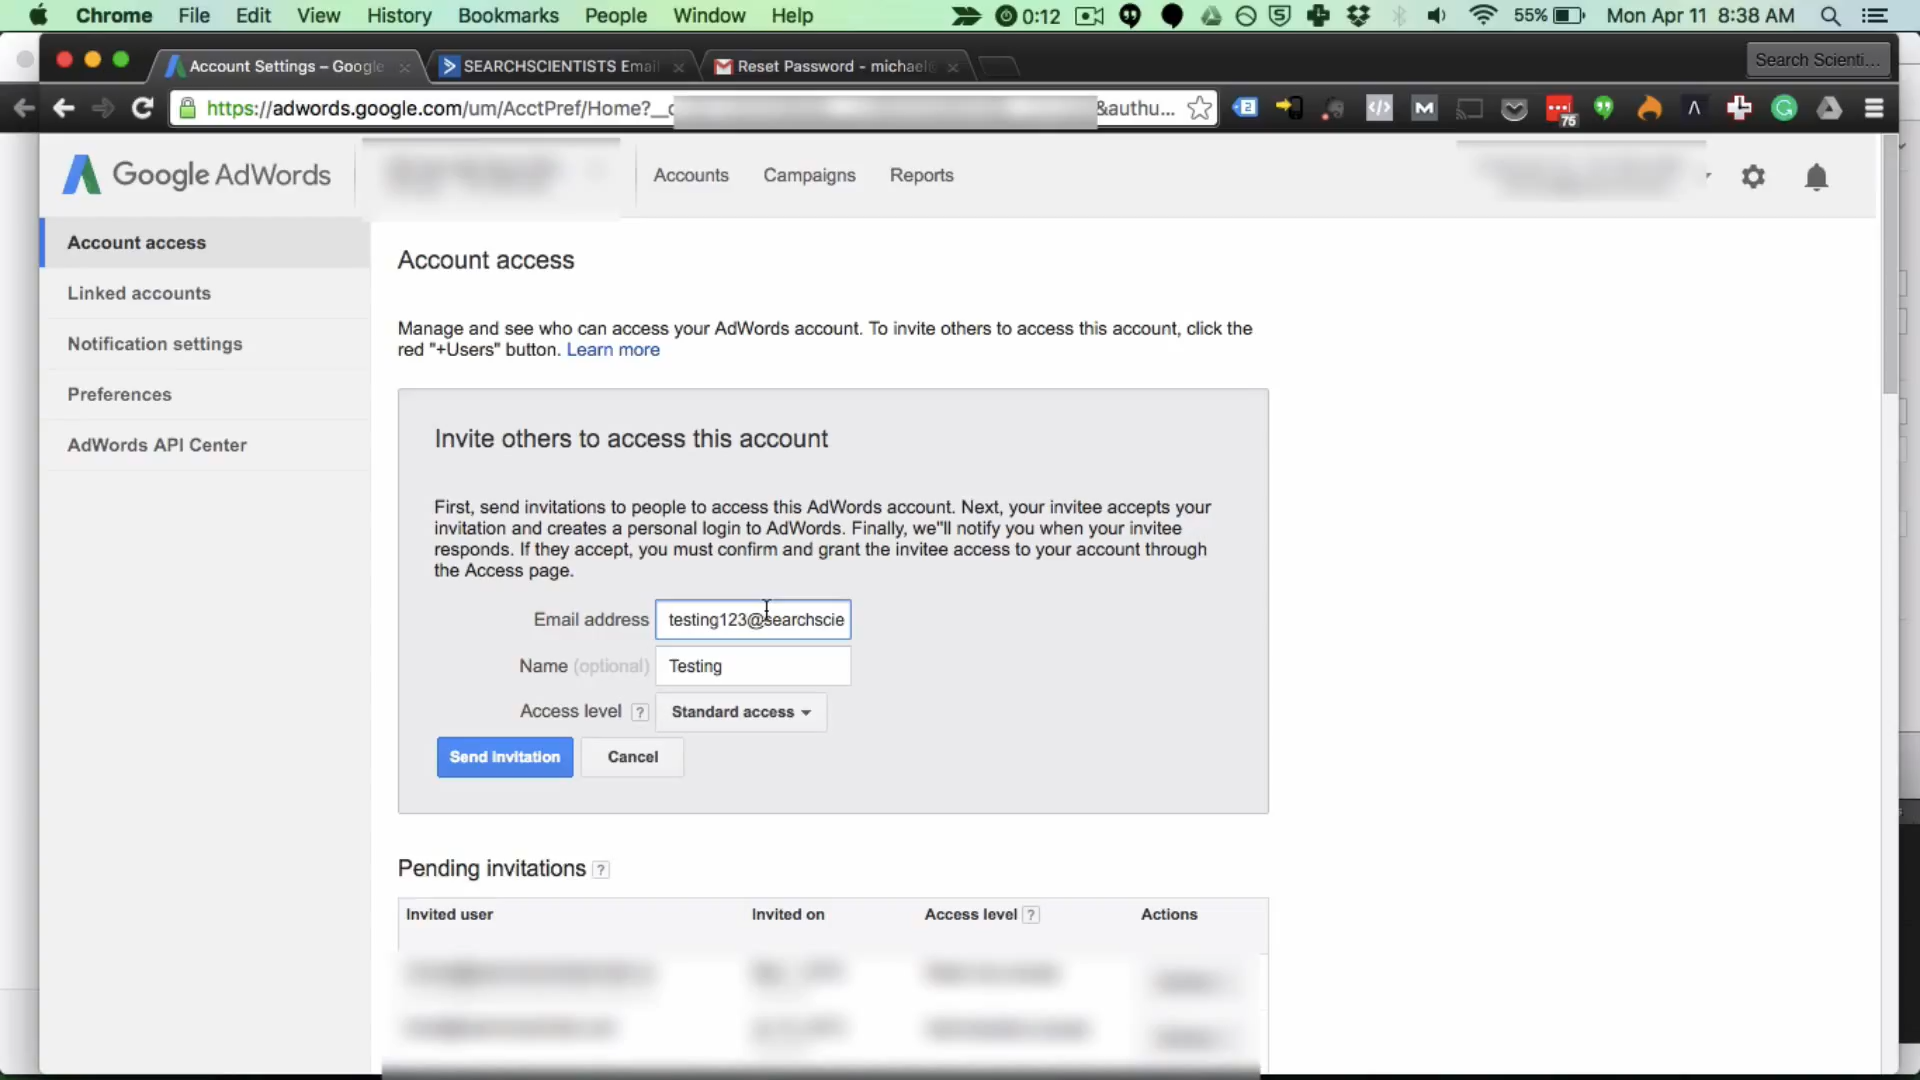 Chrome File Edit View History Bookmarks People Window Help 0:12 55% Mon Apr 11 8:38 AM
Account Settings – Google SEARCHSCIENTISTS Email Reset Password - michael@ Search Scienti...
https://adwords.google.com/um/AcctPref/Home?__c &authu... 2 75
Google AdWords Accounts Campaigns Reports
Account access
Linked accounts
Notification settings
Preferences
AdWords API Center
Account access
Manage and see who can access your AdWords account. To invite others to access this account, click the
red "+Users" button. Learn more
Invite others to access this account
First, send invitations to people to access this AdWords account. Next, your invitee accepts your
invitation and creates a personal login to AdWords. Finally, we"ll notify you when your invitee
responds. If they accept, you must confirm and grant the invitee access to your account through
the Access page.
Email address testing123@searchscie
Name (optional) Testing
Access level ? Standard access
Send invitation Cancel
Pending invitations ?
Invited user Invited on Access level ? Actions